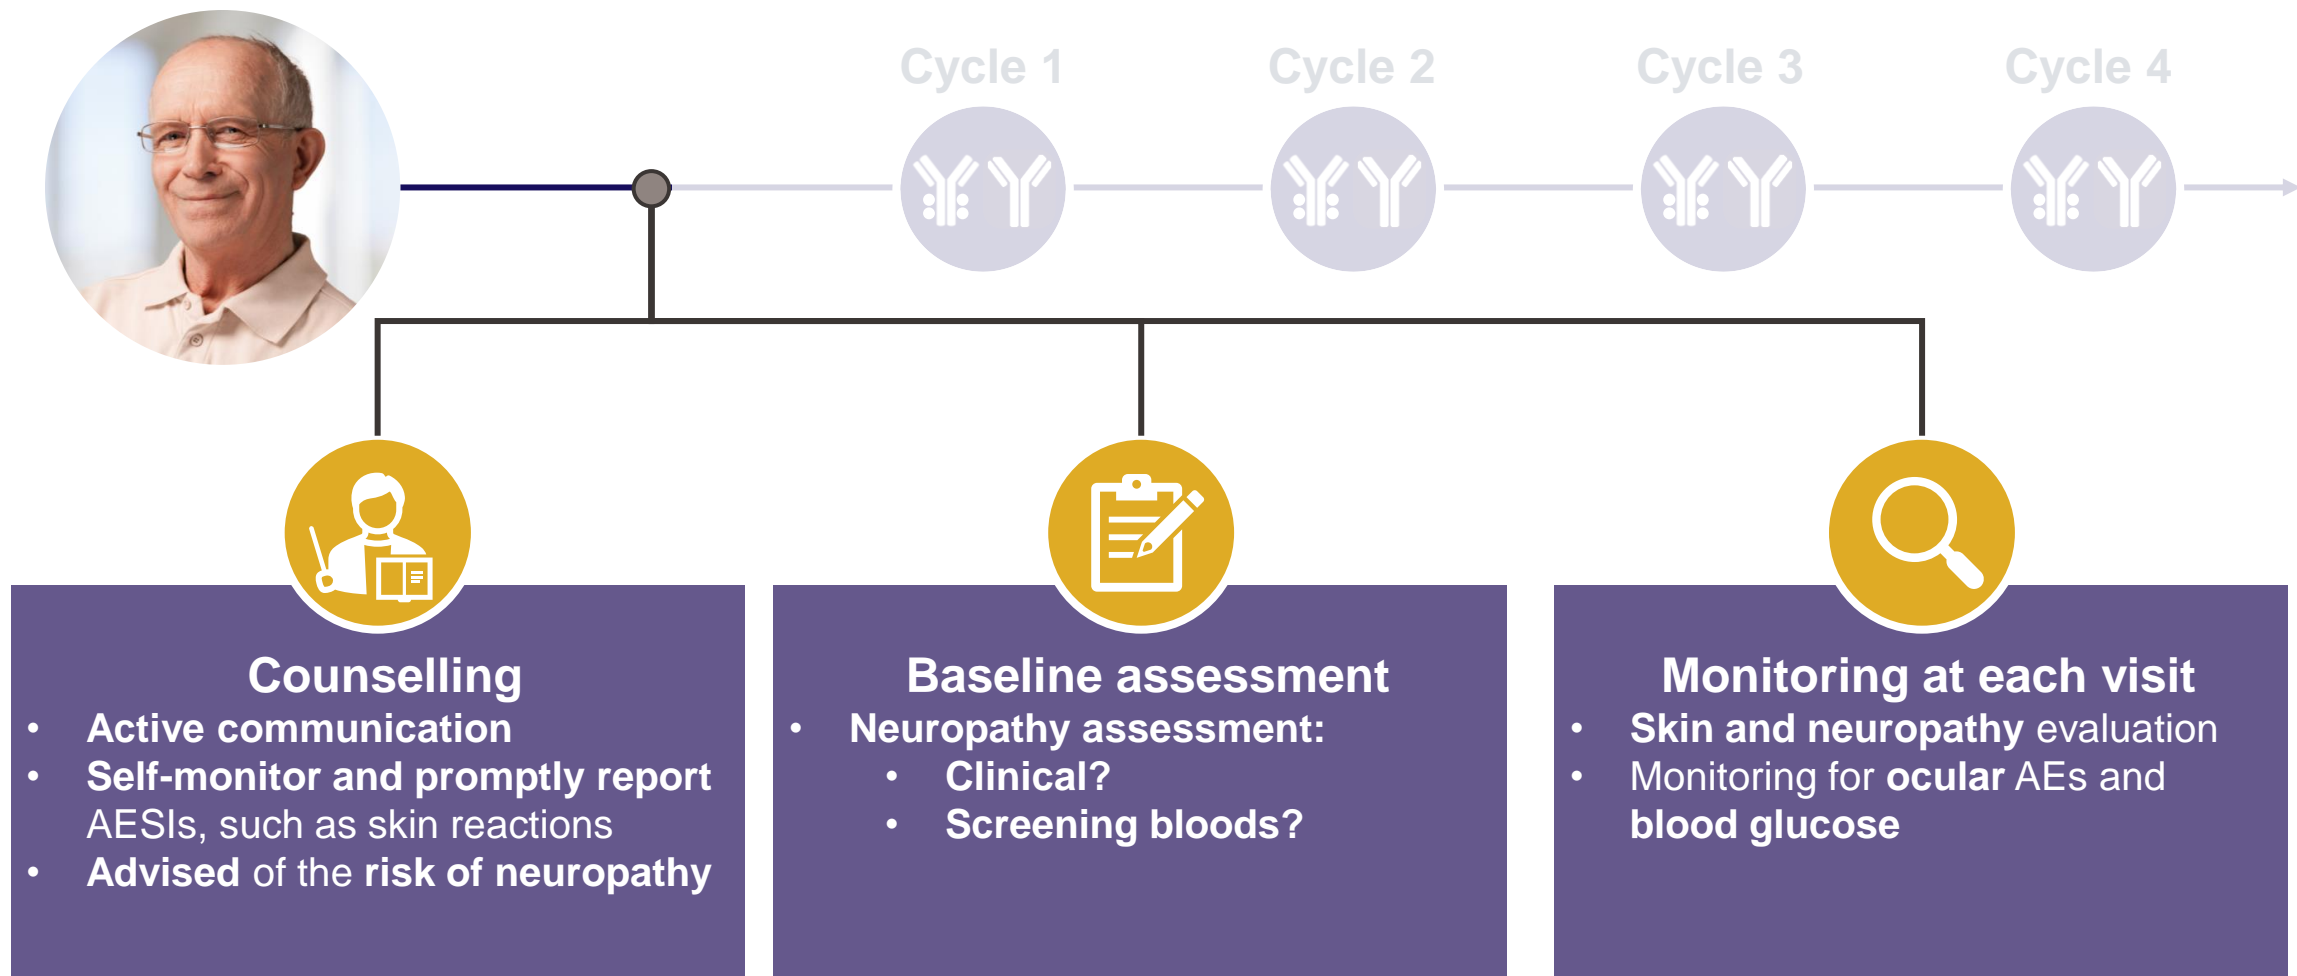 Cycle 1
Cycle 2
Cycle 3
Cycle 4
Counselling
• Active communication
• Self-monitor and promptly report
AESIs, such as skin reactions
• Advised of the risk of neuropathy
Baseline assessment
• Neuropathy assessment:
• Clinical?
• Screening bloods?
Monitoring at each visit
• Skin and neuropathy evaluation
• Monitoring for ocular AEs and
blood glucose